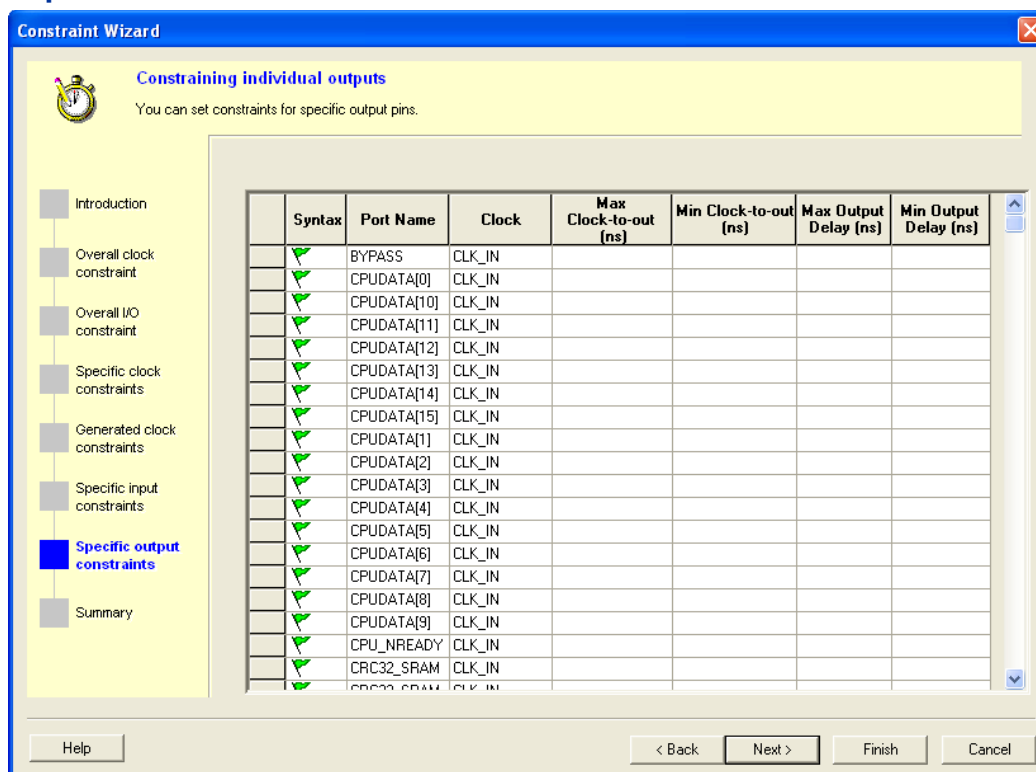 Constraint Wizard
Constraining individual outputs
You can set constraints for specific output pins.
Introduction
Overall clock
constraint
Overall I/O
constraint
Specific clock
constraints
Generated clock
constraints
Specific input
constraints
Specific output
constraints
Summary
Syntax Port Name Clock Max Clock-to-out (ns) Min Clock-to-out (ns) Max Output Delay (ns) Min Output Delay (ns)
BYPASS CLK_IN
CPUDATA[0] CLK_IN
CPUDATA[10] CLK_IN
CPUDATA[11] CLK_IN
CPUDATA[12] CLK_IN
CPUDATA[13] CLK_IN
CPUDATA[14] CLK_IN
CPUDATA[15] CLK_IN
CPUDATA[1] CLK_IN
CPUDATA[2] CLK_IN
CPUDATA[3] CLK_IN
CPUDATA[4] CLK_IN
CPUDATA[5] CLK_IN
CPUDATA[6] CLK_IN
CPUDATA[7] CLK_IN
CPUDATA[8] CLK_IN
CPUDATA[9] CLK_IN
CPU_NREADY CLK_IN
CRC32_SRAM CLK_IN
CRC32_SRAM CLK_IN
Help < Back Next > Finish Cancel